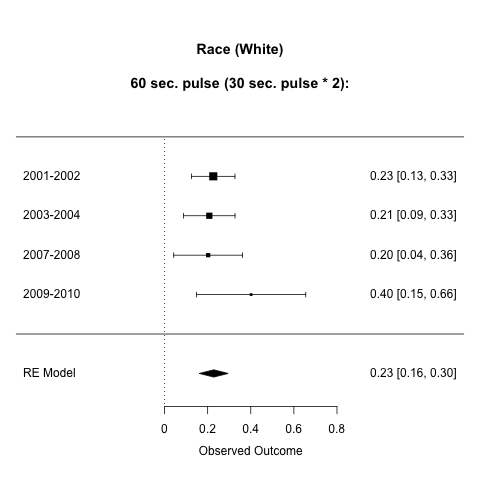 Race (White)
60 sec. pulse (30 sec. pulse * 2):
2001-2002 0.23 [0.13, 0.33]
2003-2004 0.21 [0.09, 0.33]
2007-2008 0.20 [0.04, 0.36]
2009-2010 0.40 [0.15, 0.66]
RE Model 0.23 [0.16, 0.30]
0 0.2 0.4 0.6 0.8
Observed Outcome